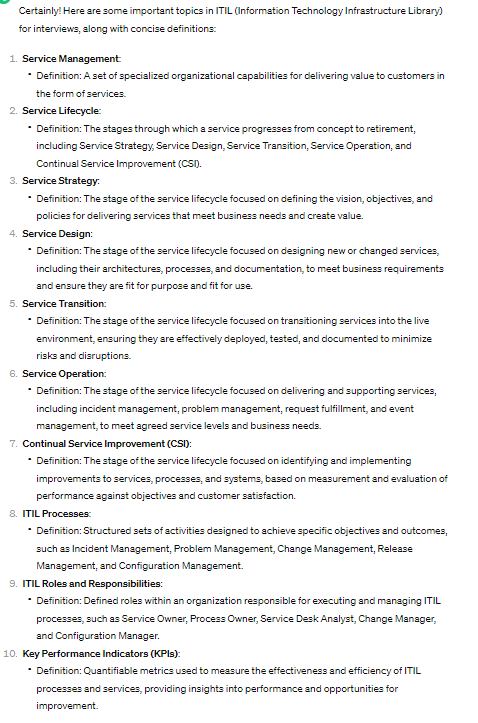 Certainly! Here are some important topics in ITIL (Information Technology Infrastructure Library)
for interviews, along with concise definitions:
1. Service Management:
• Definition: A set of specialized organizational capabilities for delivering value to customers in
the form of services.
2. Service Lifecycle:
• Definition: The stages through which a service progresses from concept to retirement,
including Service Strategy, Service Design, Service Transition, Service Operation, and
Continual Service Improvement (CSI).
3. Service Strategy:
• Definition: The stage of the service lifecycle focused on defining the vision, objectives, and
policies for delivering services that meet business needs and create value.
4. Service Design:
• Definition: The stage of the service lifecycle focused on designing new or changed services,
including their architectures, processes, and documentation, to meet business requirements
and ensure they are fit for purpose and fit for use.
5. Service Transition:
• Definition: The stage of the service lifecycle focused on transitioning services into the live
environment, ensuring they are effectively deployed, tested, and documented to minimize
risks and disruptions.
6. Service Operation:
• Definition: The stage of the service lifecycle focused on delivering and supporting services,
including incident management, problem management, request fulfillment, and event
management, to meet agreed service levels and business needs.
7. Continual Service Improvement (CSI):
• Definition: The stage of the service lifecycle focused on identifying and implementing
improvements to services, processes, and systems, based on measurement and evaluation of
performance against objectives and customer satisfaction.
8. ITIL Processes:
• Definition: Structured sets of activities designed to achieve specific objectives and outcomes,
such as Incident Management, Problem Management, Change Management, Release
Management, and Configuration Management.
9. ITIL Roles and Responsibilities:
• Definition: Defined roles within an organization responsible for executing and managing ITIL
processes, such as Service Owner, Process Owner, Service Desk Analyst, Change Manager,
and Configuration Manager.
10. Key Performance Indicators (KPIs):
• Definition: Quantifiable metrics used to measure the effectiveness and efficiency of ITIL
processes and services, providing insights into performance and opportunities for
improvement.